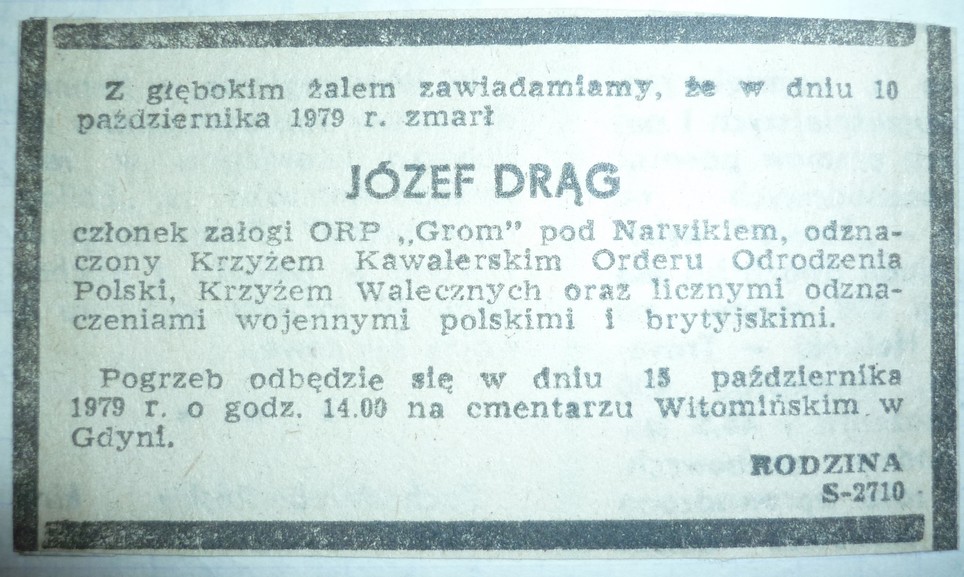 Z głębokim żalem zawiadamiamy, że w dniu 10
października 1979 r. zmarł
JÓZEF DRĄG
członek załogi ORP „Grom” pod Narvikiem, odzna-
czony Krzyżem Kawalerskim Orderu Odrodzenia
Polski, Krzyżem Walecznych oraz licznymi odzna-
czeniami wojennymi polskimi i brytyjskimi.
Pogrzeb odbędzie się w dniu 15 października
1979 r. o godz. 14.00 na cmentarzu Witomińskim w
Gdyni.
RODZINA
S-2710